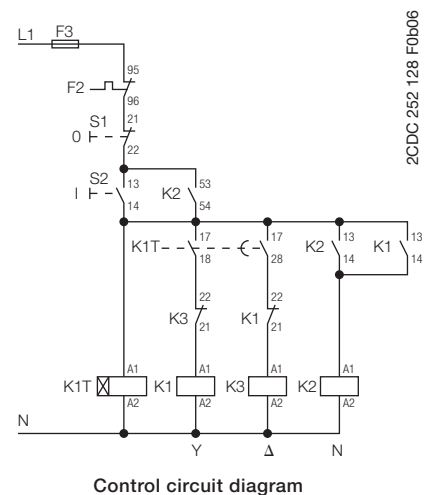 L1 F3
95
F2
96
S1 21
0
22
S2 13 K2 53
I
14 54
K1T 17 17 K2 13 K1 13
18 28 14 14
22 22
K3 K1
21 21
A1 A1 A1 A1
K1T K1 K3 K2
A2 A2 A2 A2
N
Y Δ N
Control circuit diagram
2CDC 252 128 F0b06